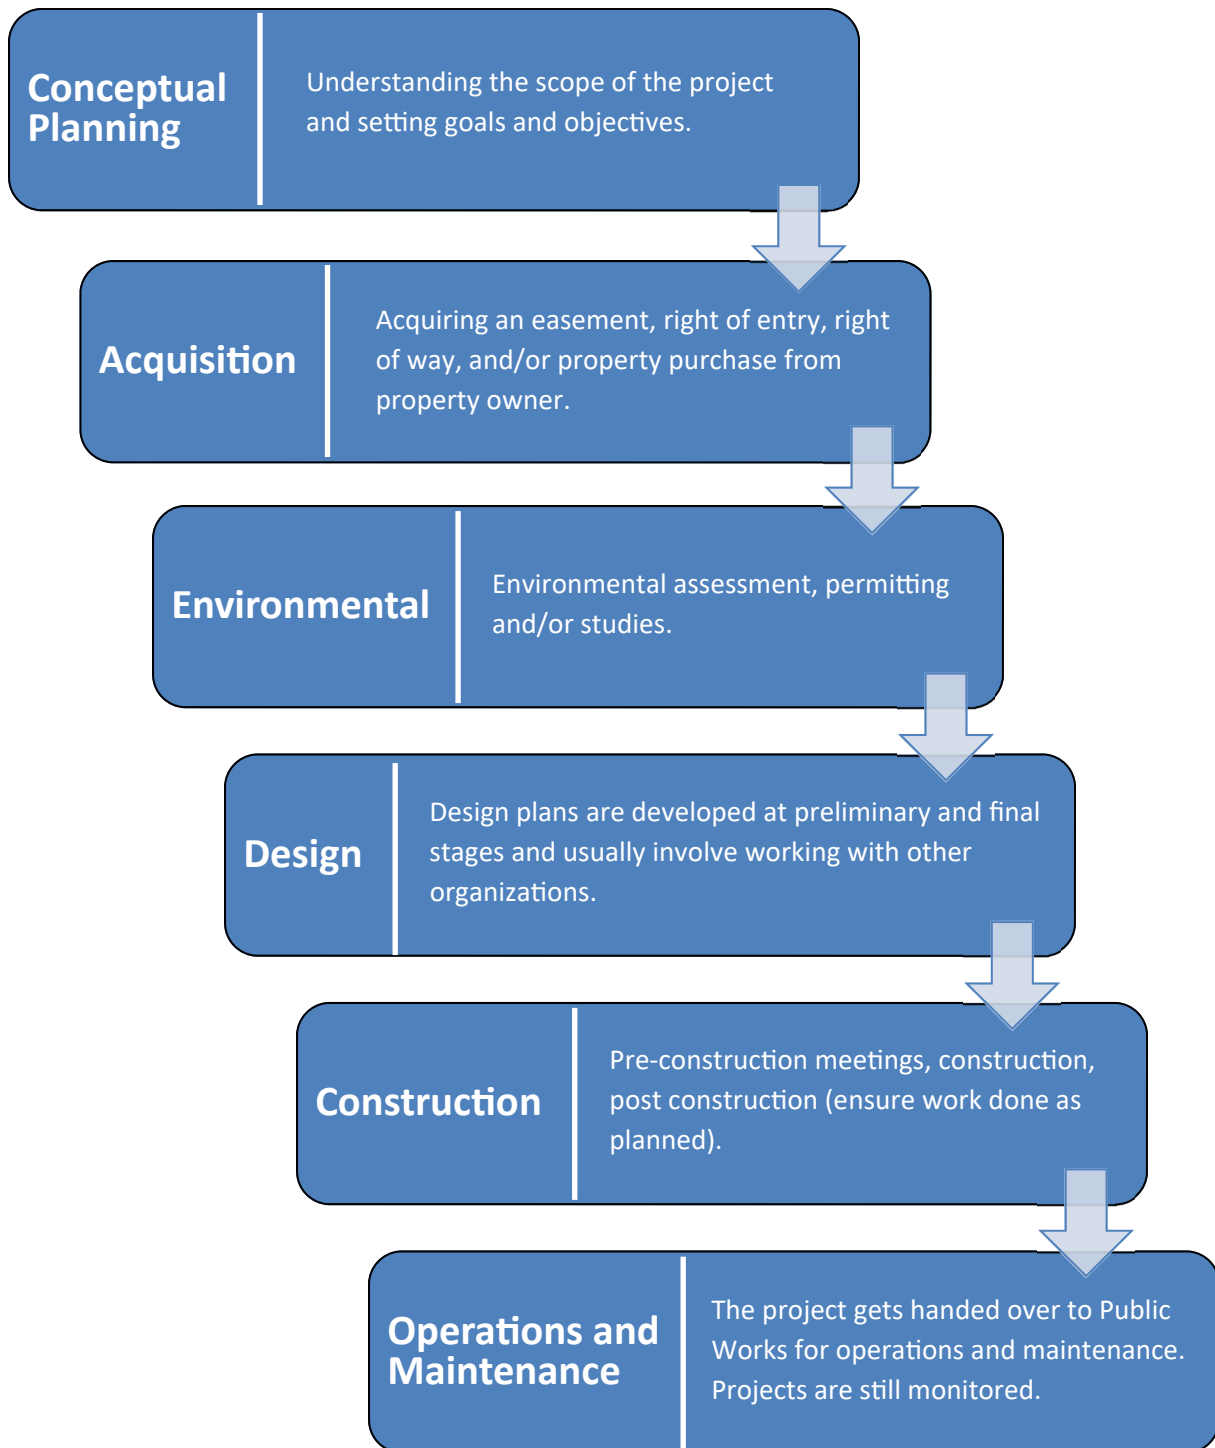 Conceptual
Planning
Understanding the scope of the project
and setting goals and objectives.
Acquisition
Acquiring an easement, right of entry, right
of way, and/or property purchase from
property owner.
Environmental
Environmental assessment, permitting
and/or studies.
Design
Design plans are developed at preliminary and final
stages and usually involve working with other
organizations.
Construction
Pre-construction meetings, construction,
post construction (ensure work done as
planned).
Operations and
Maintenance
The project gets handed over to Public
Works for operations and maintenance.
Projects are still monitored.